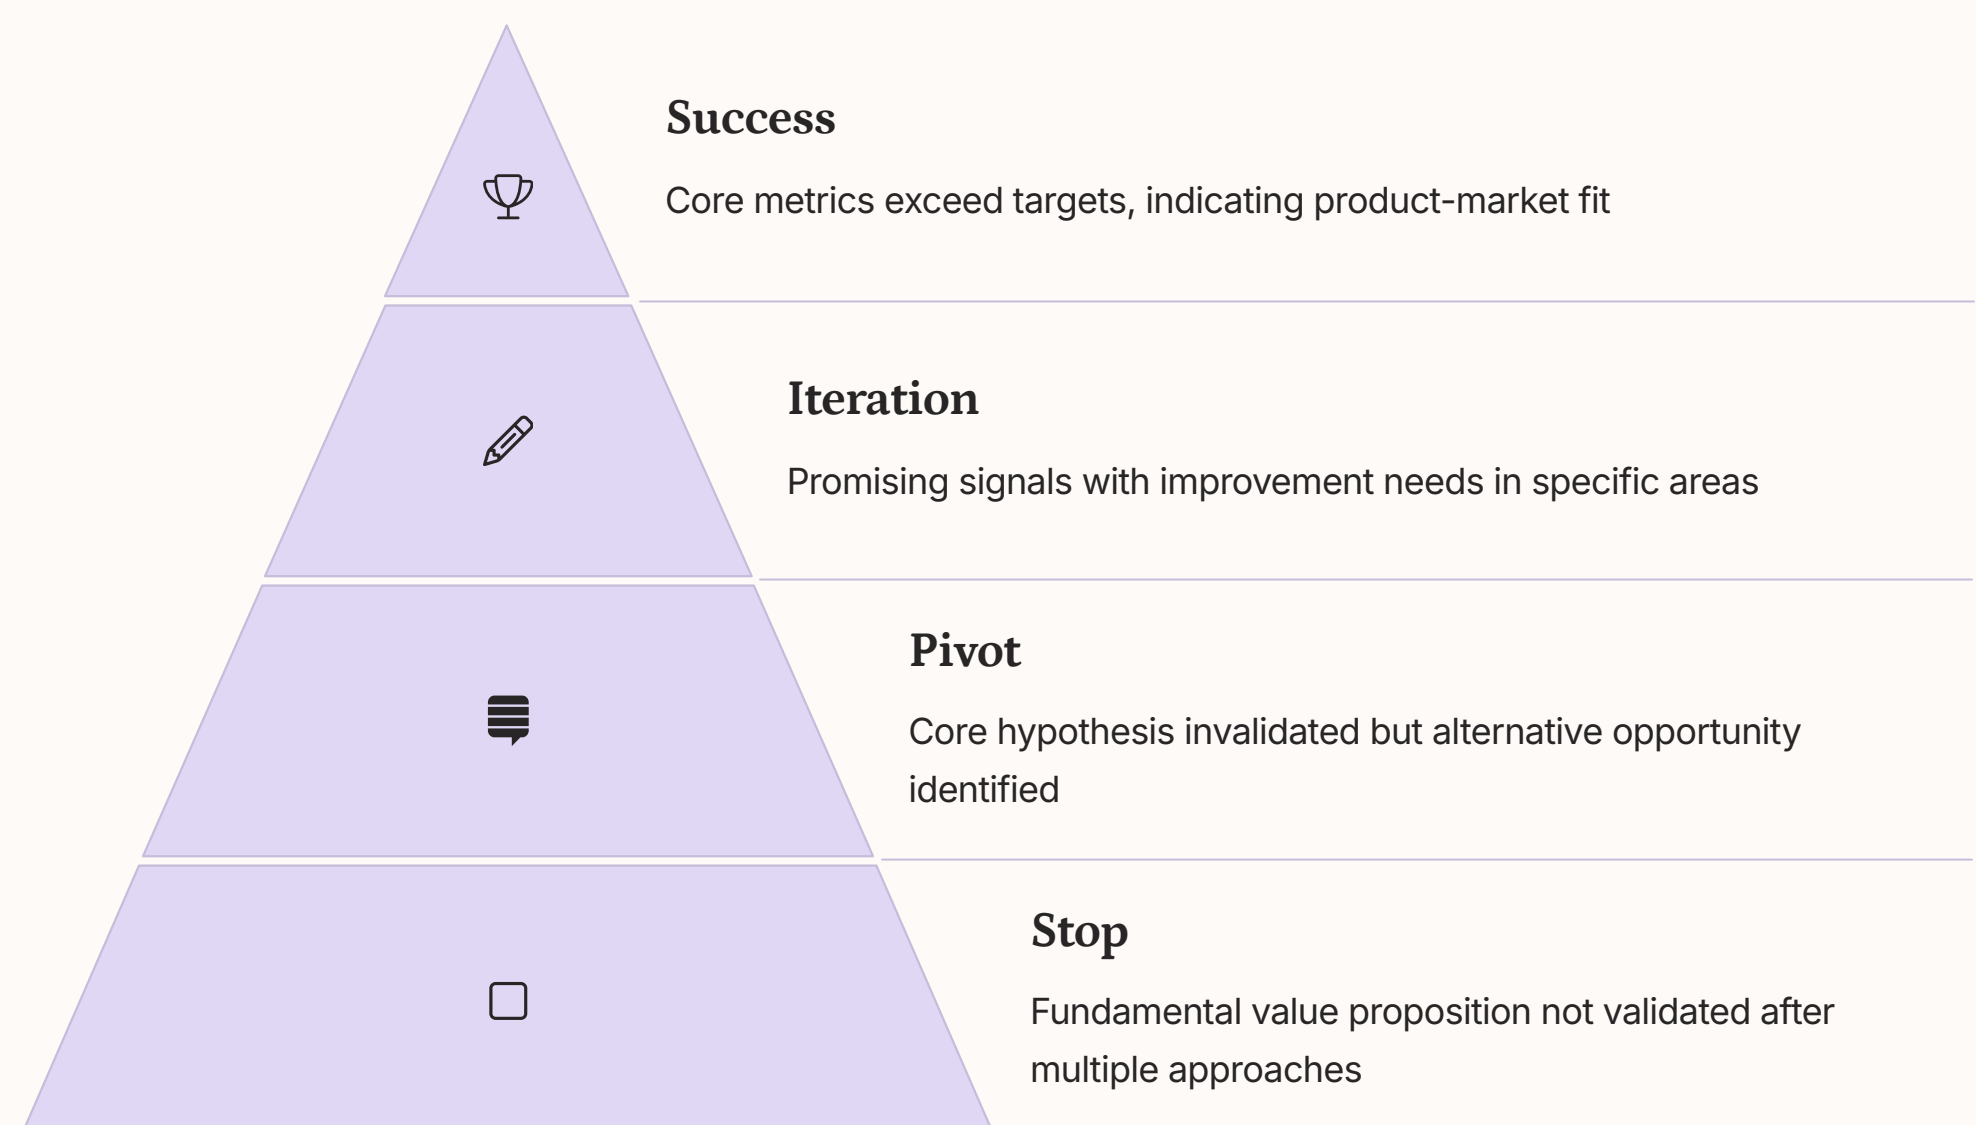 Success
Core metrics exceed targets, indicating product-market fit
Iteration
Promising signals with improvement needs in specific areas
Pivot
Core hypothesis invalidated but alternative opportunity
identified
Stop
Fundamental value proposition not validated after
multiple approaches